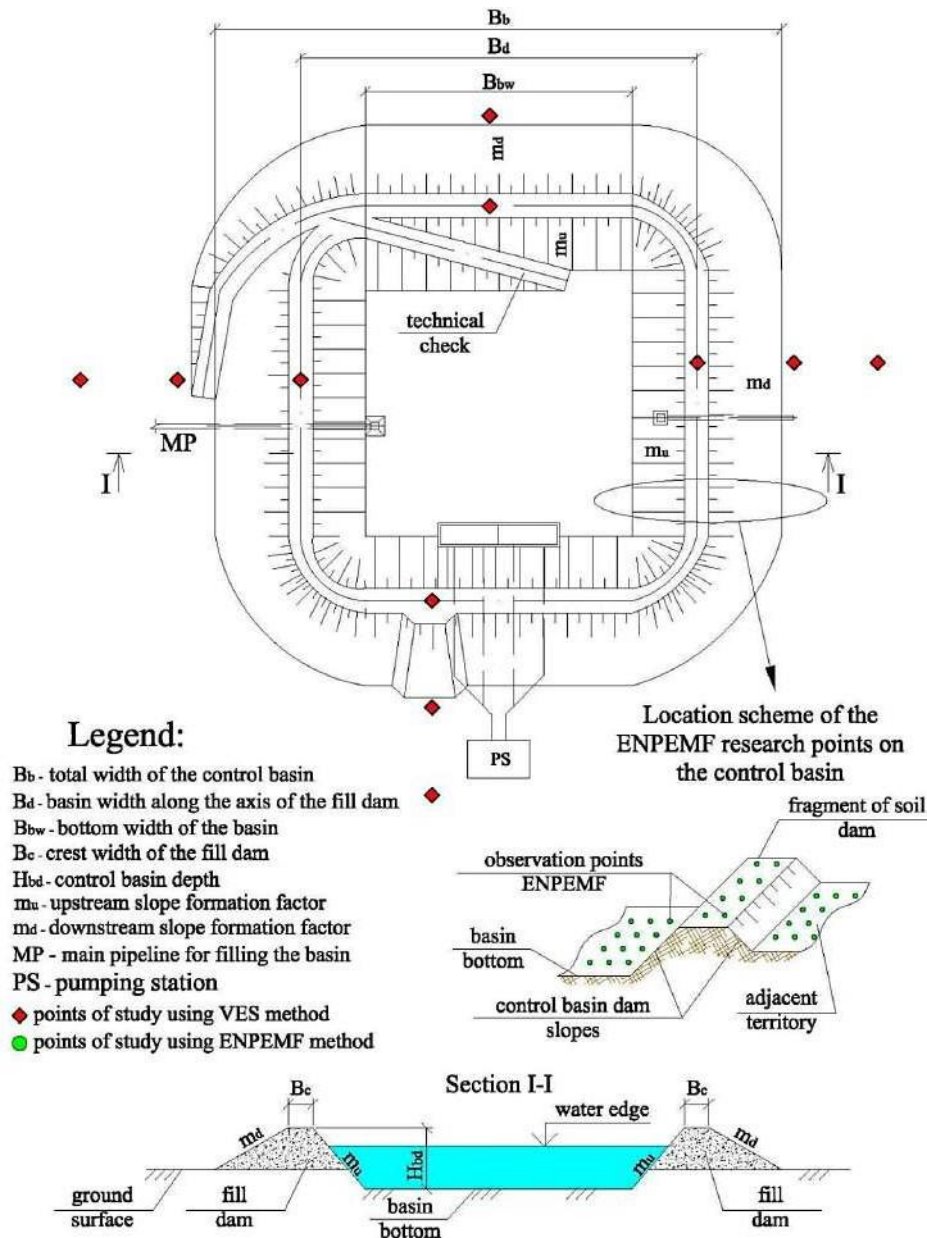 Bb
Bd
Bbw
md
mu
technical
check
md
MP
mu
I
I
PS
Location scheme of the
ENPEMF research points on
the control basin
Legend:
Bb - total width of the control basin
Bd - basin width along the axis of the fill dam
Bbw - bottom width of the basin
Bc - crest width of the fill dam
Hbd - control basin depth
mu - upstream slope formation factor
md - downstream slope formation factor
MP - main pipeline for filling the basin
PS - pumping station
points of study using VES method
points of study using ENPEMF method
fragment of soil
dam
observation points
ENPEMF
basin
bottom
control basin dam
slopes
adjacent
territory
Section I-I
Bc
Bc
water edge
md
mu
Hbd
mu
md
ground
surface
fill
dam
basin
bottom
fill
dam